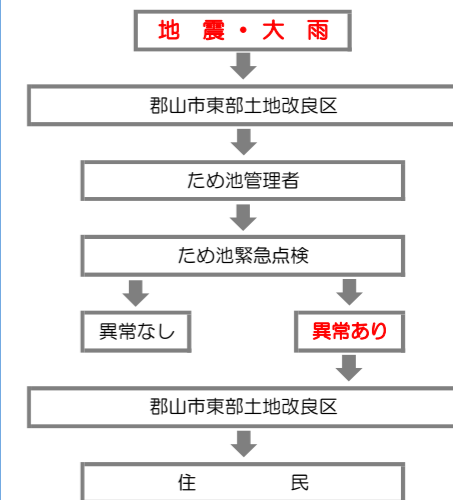 地　震・大　雨
郡山市東部土地改良区
ため池管理者
ため池緊急点検
異常なし
異常あり
郡山市東部土地改良区
住　　　　　民